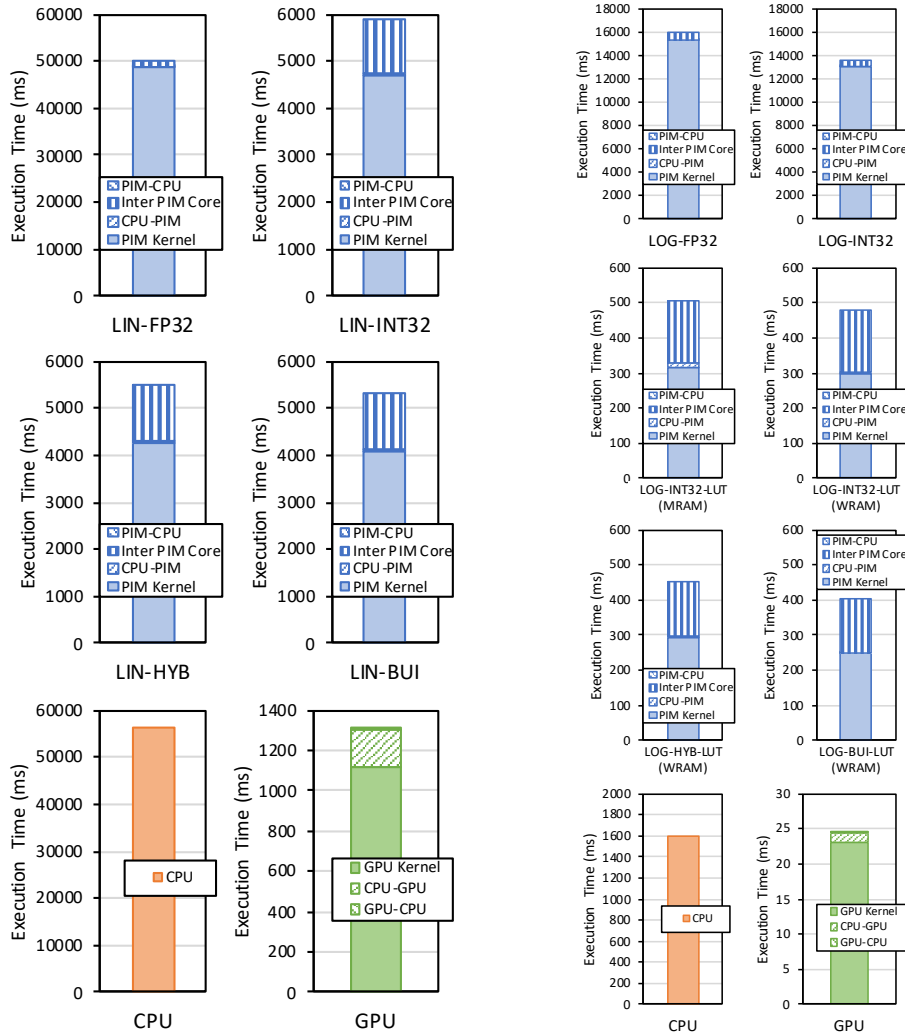 Execution Time (ms)
60000
50000
40000
30000
20000
10000
0
PIM-CPU
Inter PIM Core
CPU-PIM
PIM Kernel
LIN-FP32
Execution Time (ms)
6000
5000
4000
3000
2000
1000
0
PIM-CPU
Inter PIM Core
CPU-PIM
PIM Kernel
LIN-INT32
Execution Time (ms)
6000
5000
4000
3000
2000
1000
0
PIM-CPU
Inter PIM Core
CPU-PIM
PIM Kernel
LIN-HYB
Execution Time (ms)
6000
5000
4000
3000
2000
1000
0
PIM-CPU
Inter PIM Core
CPU-PIM
PIM Kernel
LIN-BUI
Execution Time (ms)
60000
50000
40000
30000
20000
10000
0
CPU
CPU
Execution Time (ms)
1400
1200
1000
800
600
400
200
0
GPU Kernel
CPU-GPU
GPU-CPU
GPU
Execution Time (ms)
18000
16000
14000
12000
10000
8000
6000
4000
2000
0
PIM-CPU
Inter PIM Core
CPU-PIM
PIM Kernel
LOG-FP32
Execution Time (ms)
18000
16000
14000
12000
10000
8000
6000
4000
2000
0
PIM-CPU
Inter PIM Core
CPU-PIM
PIM Kernel
LOG-INT32
Execution Time (ms)
600
500
400
300
200
100
0
PIM-CPU
Inter PIM Core
CPU-PIM
PIM Kernel
LOG-INT32-LUT
(MRAM)
Execution Time (ms)
600
500
400
300
200
100
0
PIM-CPU
Inter PIM Core
CPU-PIM
PIM Kernel
LOG-INT32-LUT
(WRAM)
Execution Time (ms)
600
500
400
300
200
100
0
PIM-CPU
Inter PIM Core
CPU-PIM
PIM Kernel
LOG-HYB-LUT
(WRAM)
Execution Time (ms)
600
500
400
300
200
100
0
PIM-CPU
Inter PIM Core
CPU-PIM
PIM Kernel
LOG-BUI-LUT
(WRAM)
Execution Time (ms)
2000
1800
1600
1400
1200
1000
800
600
400
200
0
CPU
CPU
Execution Time (ms)
30
25
20
15
10
5
0
GPU Kernel
CPU-GPU
GPU-CPU
GPU